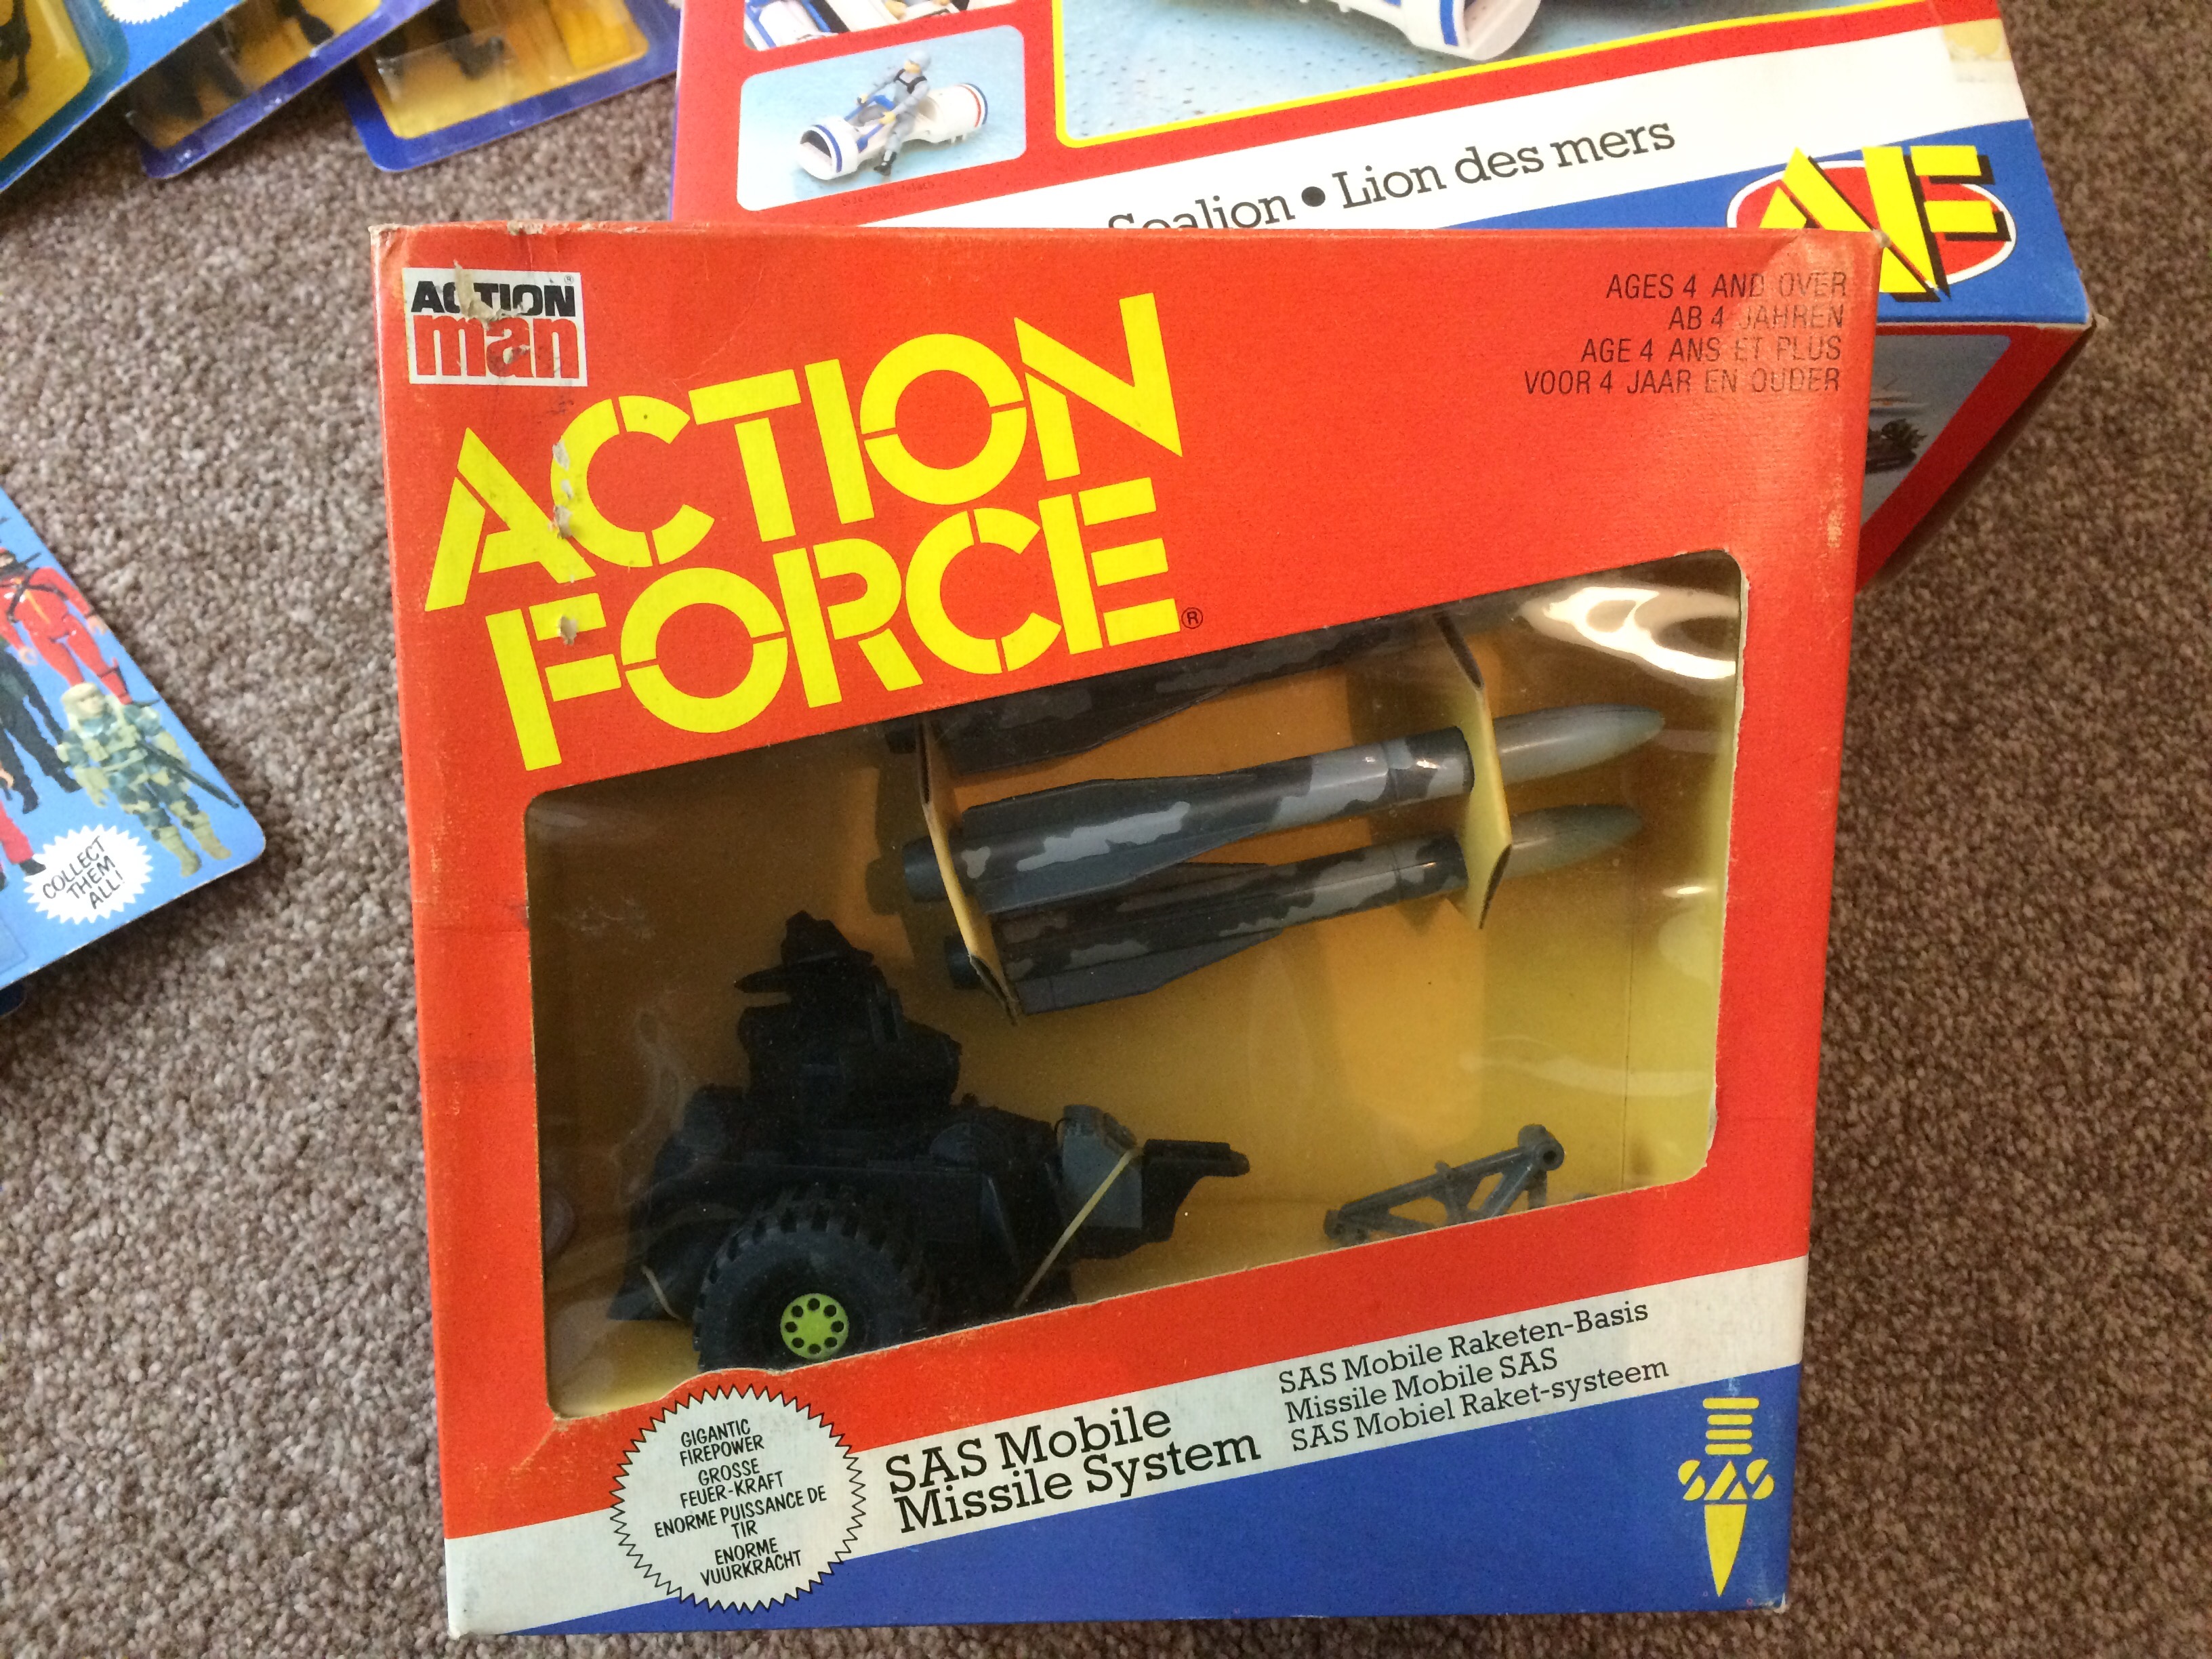 Sealion • Lion des mers
AF
ACTION
man
ACTION
FORCE®
AGES 4 AND OVER
AB 4 JAHREN
AGE 4 ANS ET PLUS
VOOR 4 JAAR EN OUDER
COLLECT
THEM
ALL!
GIGANTIC
FIREPOWER
GROSSE
FEUER-KRAFT
ENORME PUISSANCE DE
TIR
ENORME
VUURKRACHT
SAS Mobile
Missile System
SAS Mobile Raketen-Basis
Missile Mobile SAS
SAS Mobiel Raket-systeem
SAS